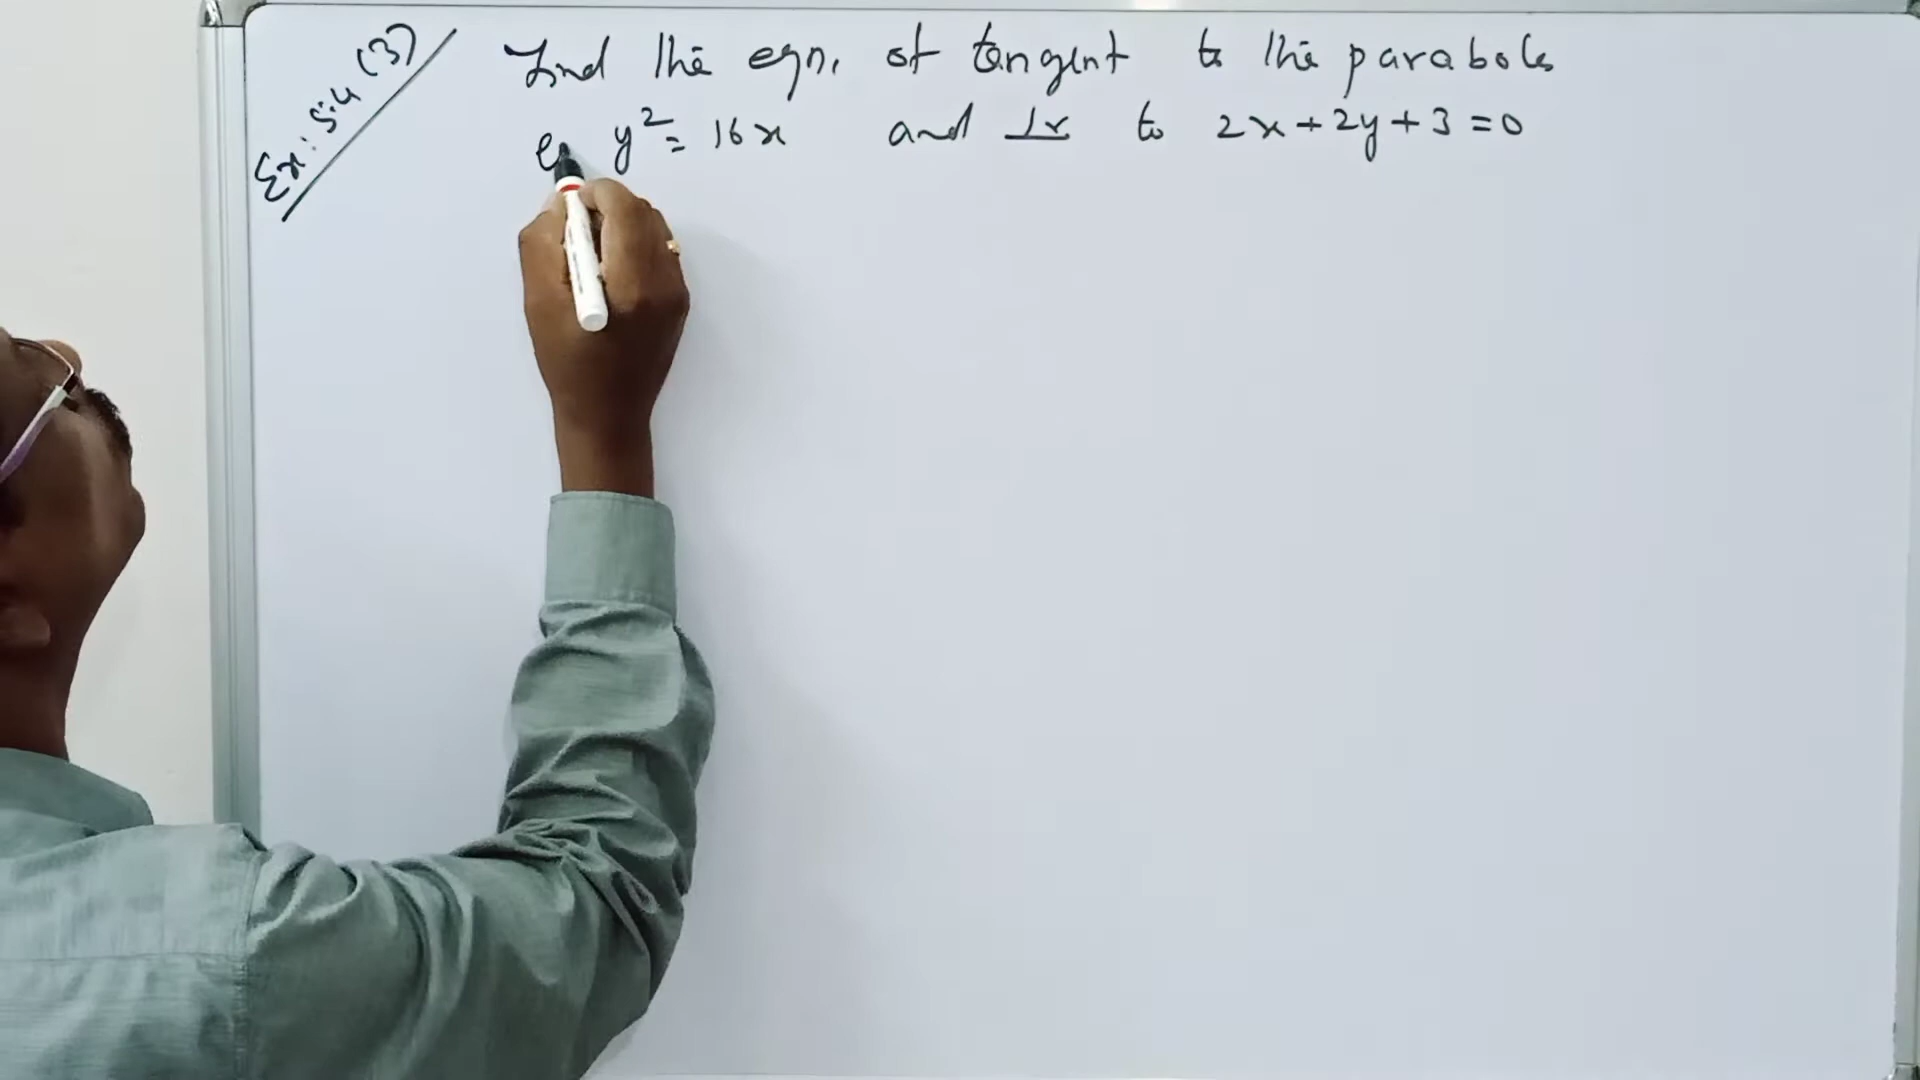 Ex: 5.4 (3)
Find the eqn. of tangent to the parabola
y² = 16x and ⊥r to 2x + 2y + 3 = 0